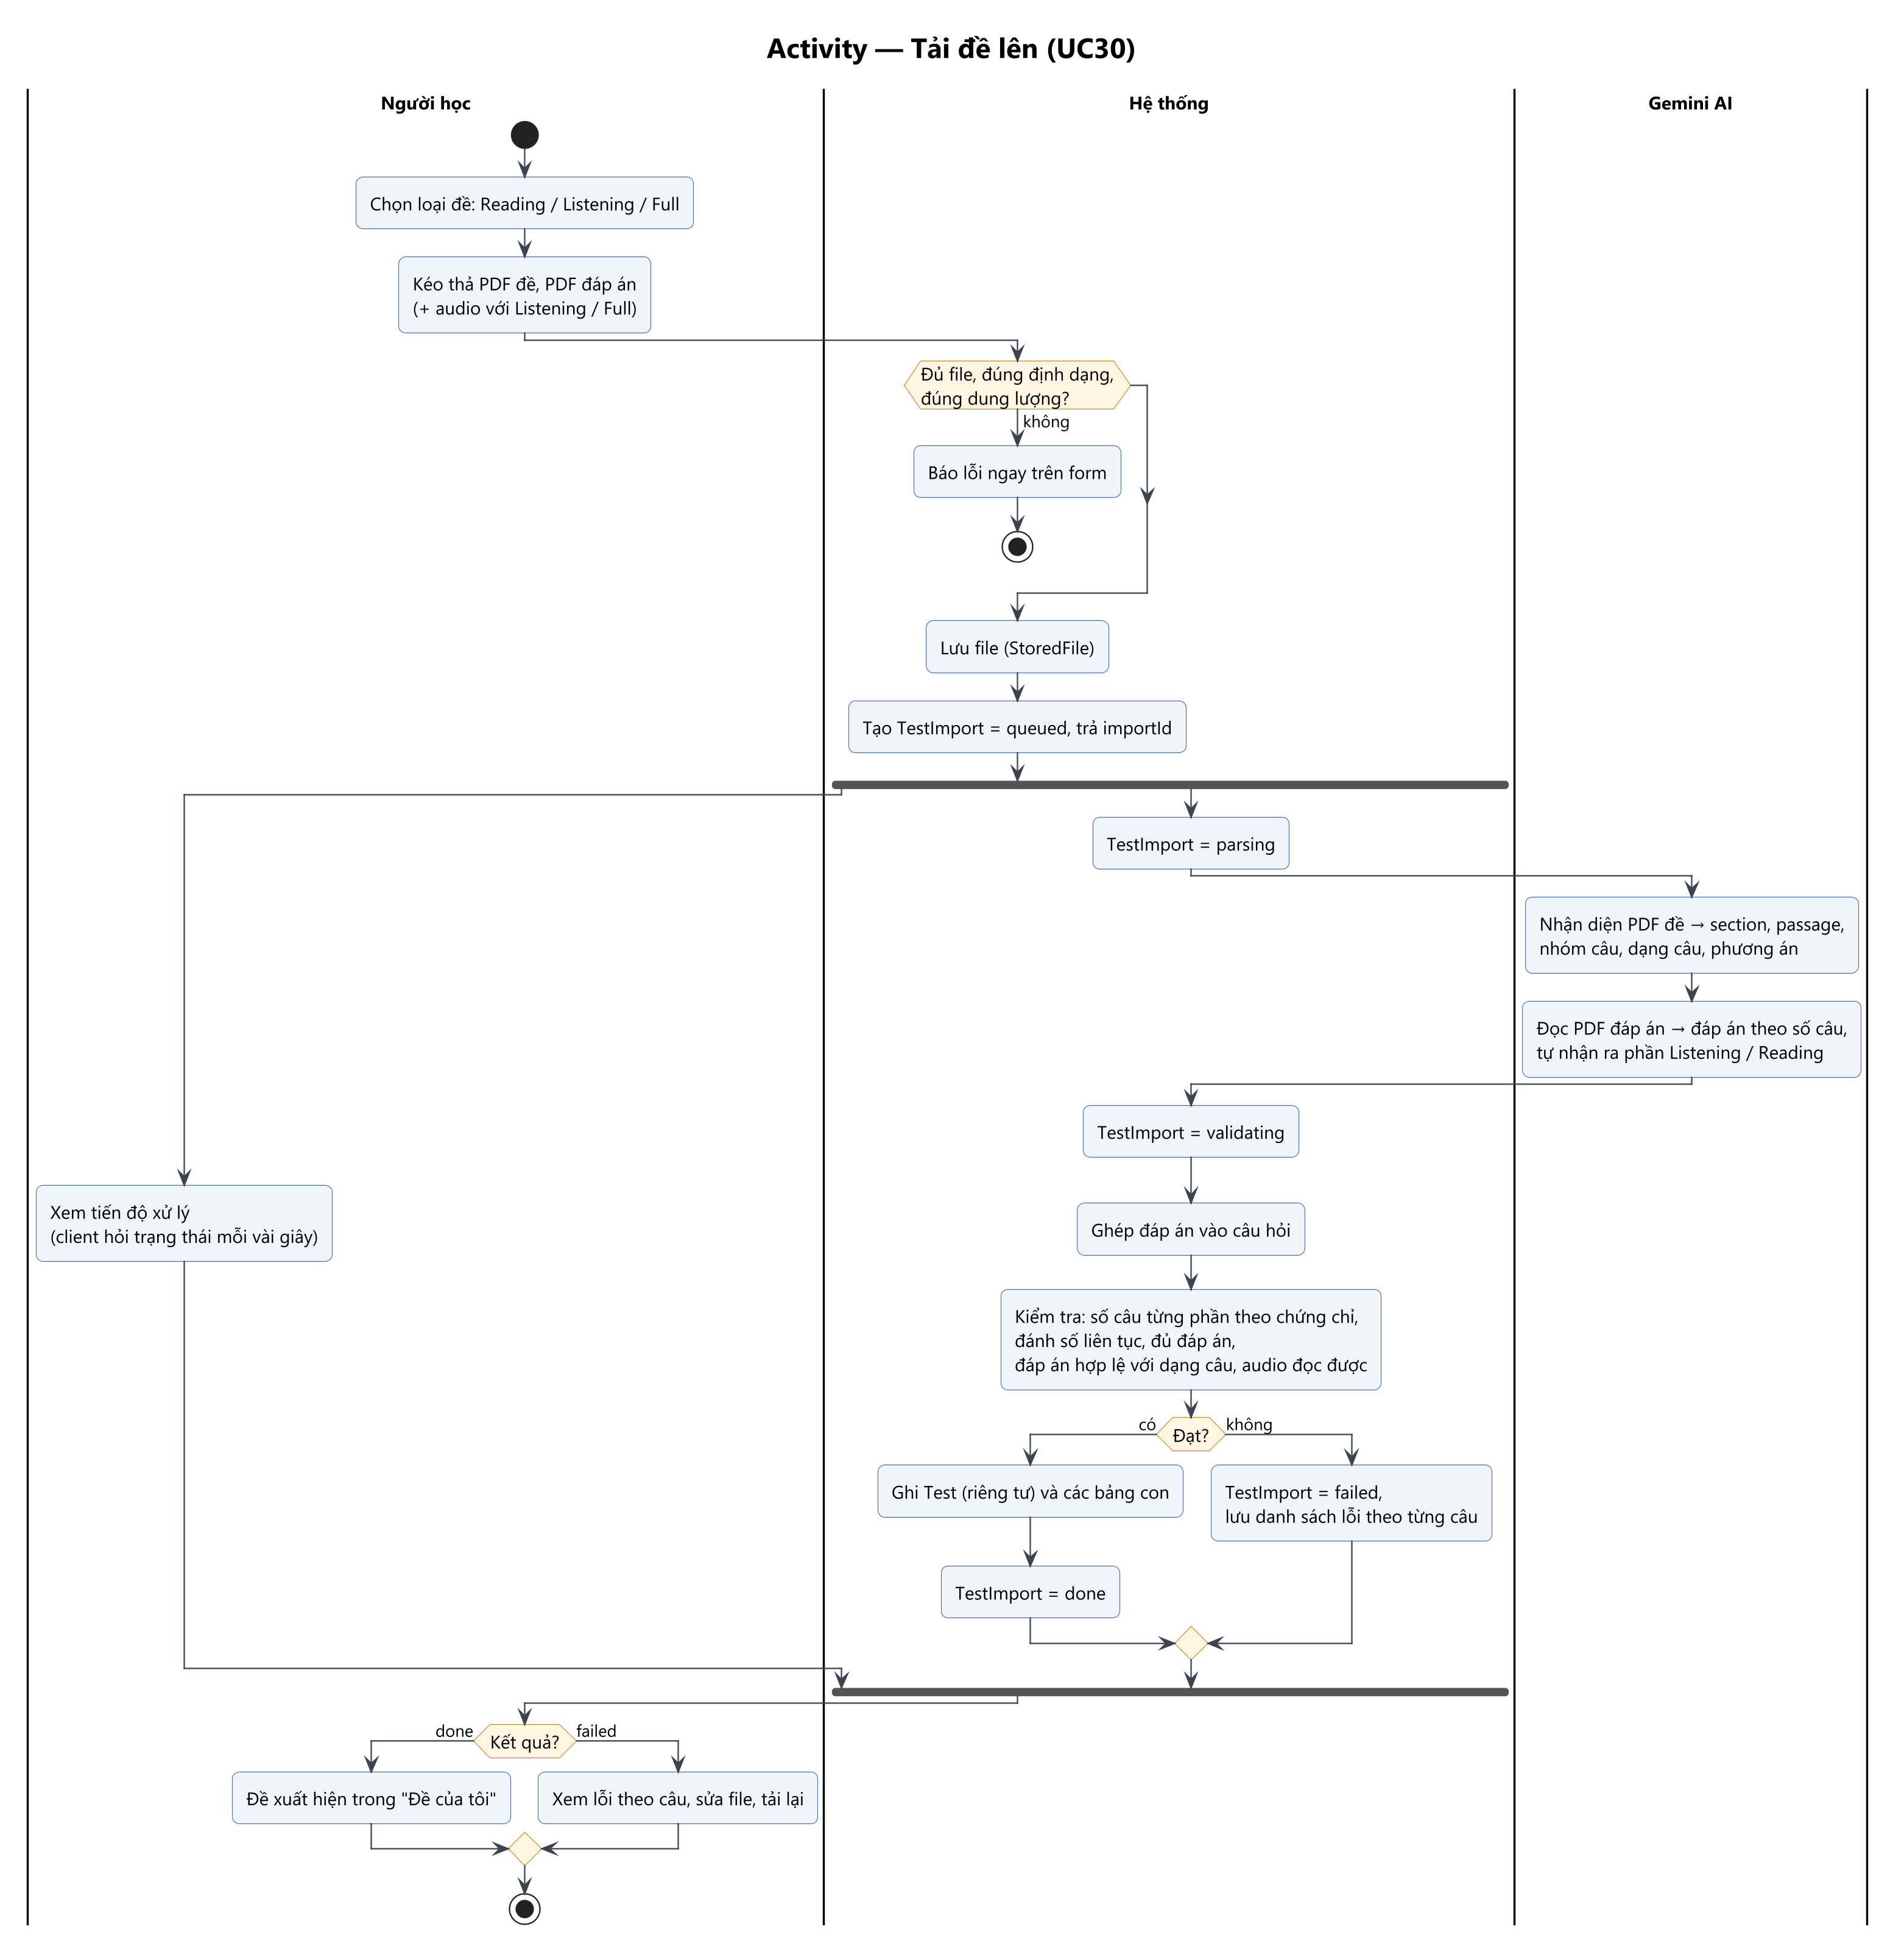 Activity — Tải đề lên (UC30)
Người học
Hệ thống
Gemini AI
Chọn loại đề: Reading / Listening / Full
Kéo thả PDF đề, PDF đáp án
(+ audio với Listening / Full)
Đủ file, đúng định dạng,
đúng dung lượng?
không
Báo lỗi ngay trên form
Lưu file (StoredFile)
Tạo TestImport = queued, trả importId
TestImport = parsing
Nhận diện PDF đề → section, passage,
nhóm câu, dạng câu, phương án
Đọc PDF đáp án → đáp án theo số câu,
tự nhận ra phần Listening / Reading
TestImport = validating
Xem tiến độ xử lý
(client hỏi trạng thái mỗi vài giây)
Ghép đáp án vào câu hỏi
Kiểm tra: số câu từng phần theo chứng chỉ,
đánh số liên tục, đủ đáp án,
đáp án hợp lệ với dạng câu, audio đọc được
có
Đạt?
không
Ghi Test (riêng tư) và các bảng con
TestImport = failed,
lưu danh sách lỗi theo từng câu
TestImport = done
done
Kết quả?
failed
Đề xuất hiện trong "Đề của tôi"
Xem lỗi theo câu, sửa file, tải lại